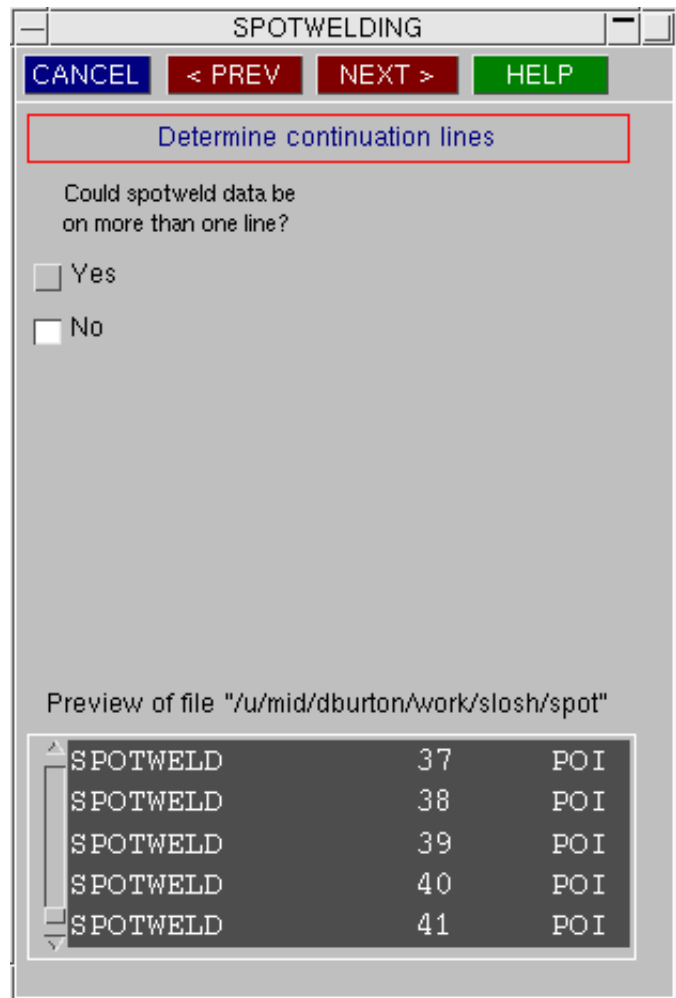 SPOTWELDING
CANCEL < PREV NEXT > HELP
Determine continuation lines
Could spotweld data be
on more than one line?
Yes
No
Preview of file "/u/mid/dburton/work/slosh/spot"
SPOTWELD 37 POI
SPOTWELD 38 POI
SPOTWELD 39 POI
SPOTWELD 40 POI
SPOTWELD 41 POI